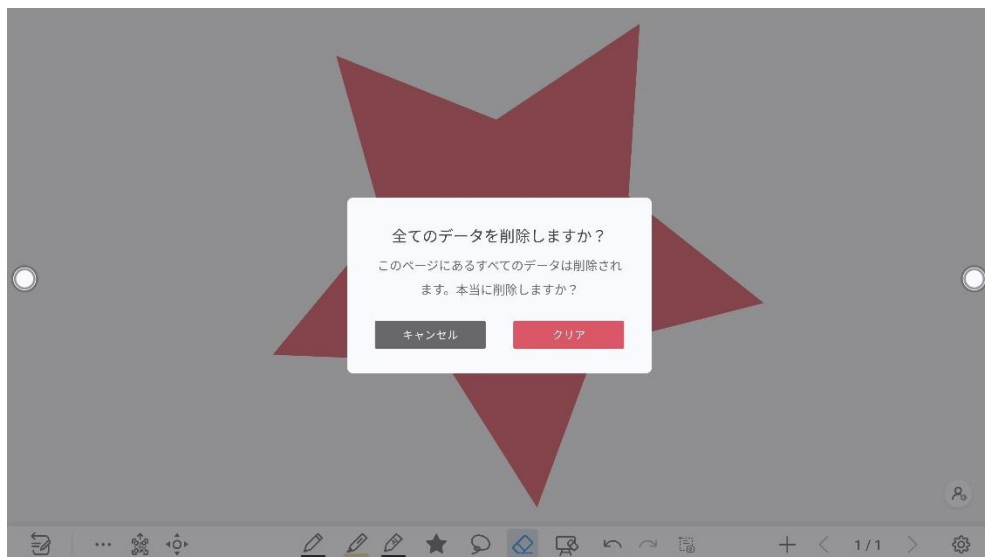 全てのデータを削除しますか？
このページにあるすべてのデータは削除され
ます。本当に削除しますか？
キャンセル クリア
1 / 1